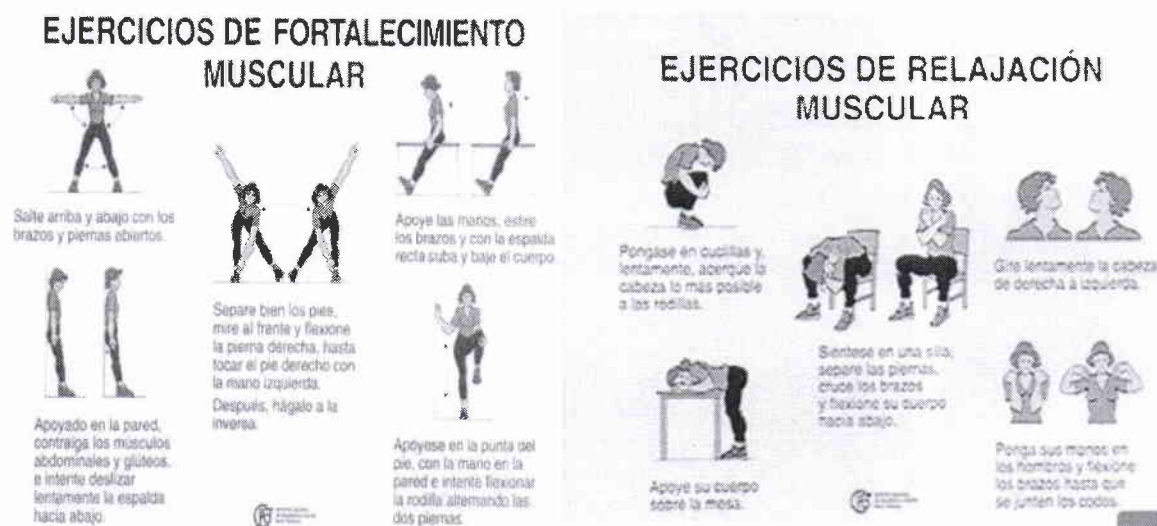 EJERCICIOS DE FORTALECIMIENTO
MUSCULAR
Salte arriba y abajo con los
brazos y piernas abiertos.
Apoyado en la pared,
contraiga los músculos
abdominales y glúteos,
e intente deslizar
lentamente la espalda
hacia abajo.
Separe bien los pies,
mire al frente y flexione
la pierna derecha, hasta
tocar el pie derecho con
la mano izquierda.
Después, hágalo a la
inversa.
Apoye las manos, estire
los brazos y con la espalda
recta suba y baje el cuerpo
Apóyese en la punta del
pie, con la mano en la
pared e intente flexionar
la rodilla alternando las
dos piernas.
EJERCICIOS DE RELAJACIÓN
MUSCULAR
Póngase en cuclillas y,
lentamente, acerque la
cabeza lo más posible
a las rodillas.
Apoye su cuerpo
sobre la mesa.
Siéntese en una silla,
separe las piernas,
cruce los brazos
y flexione su cuerpo
hacia abajo.
Gire lentamente la cabeza
de derecha a izquierda.
Ponga sus manos en
los hombros y flexione
los brazos hasta que
se junten los codos.